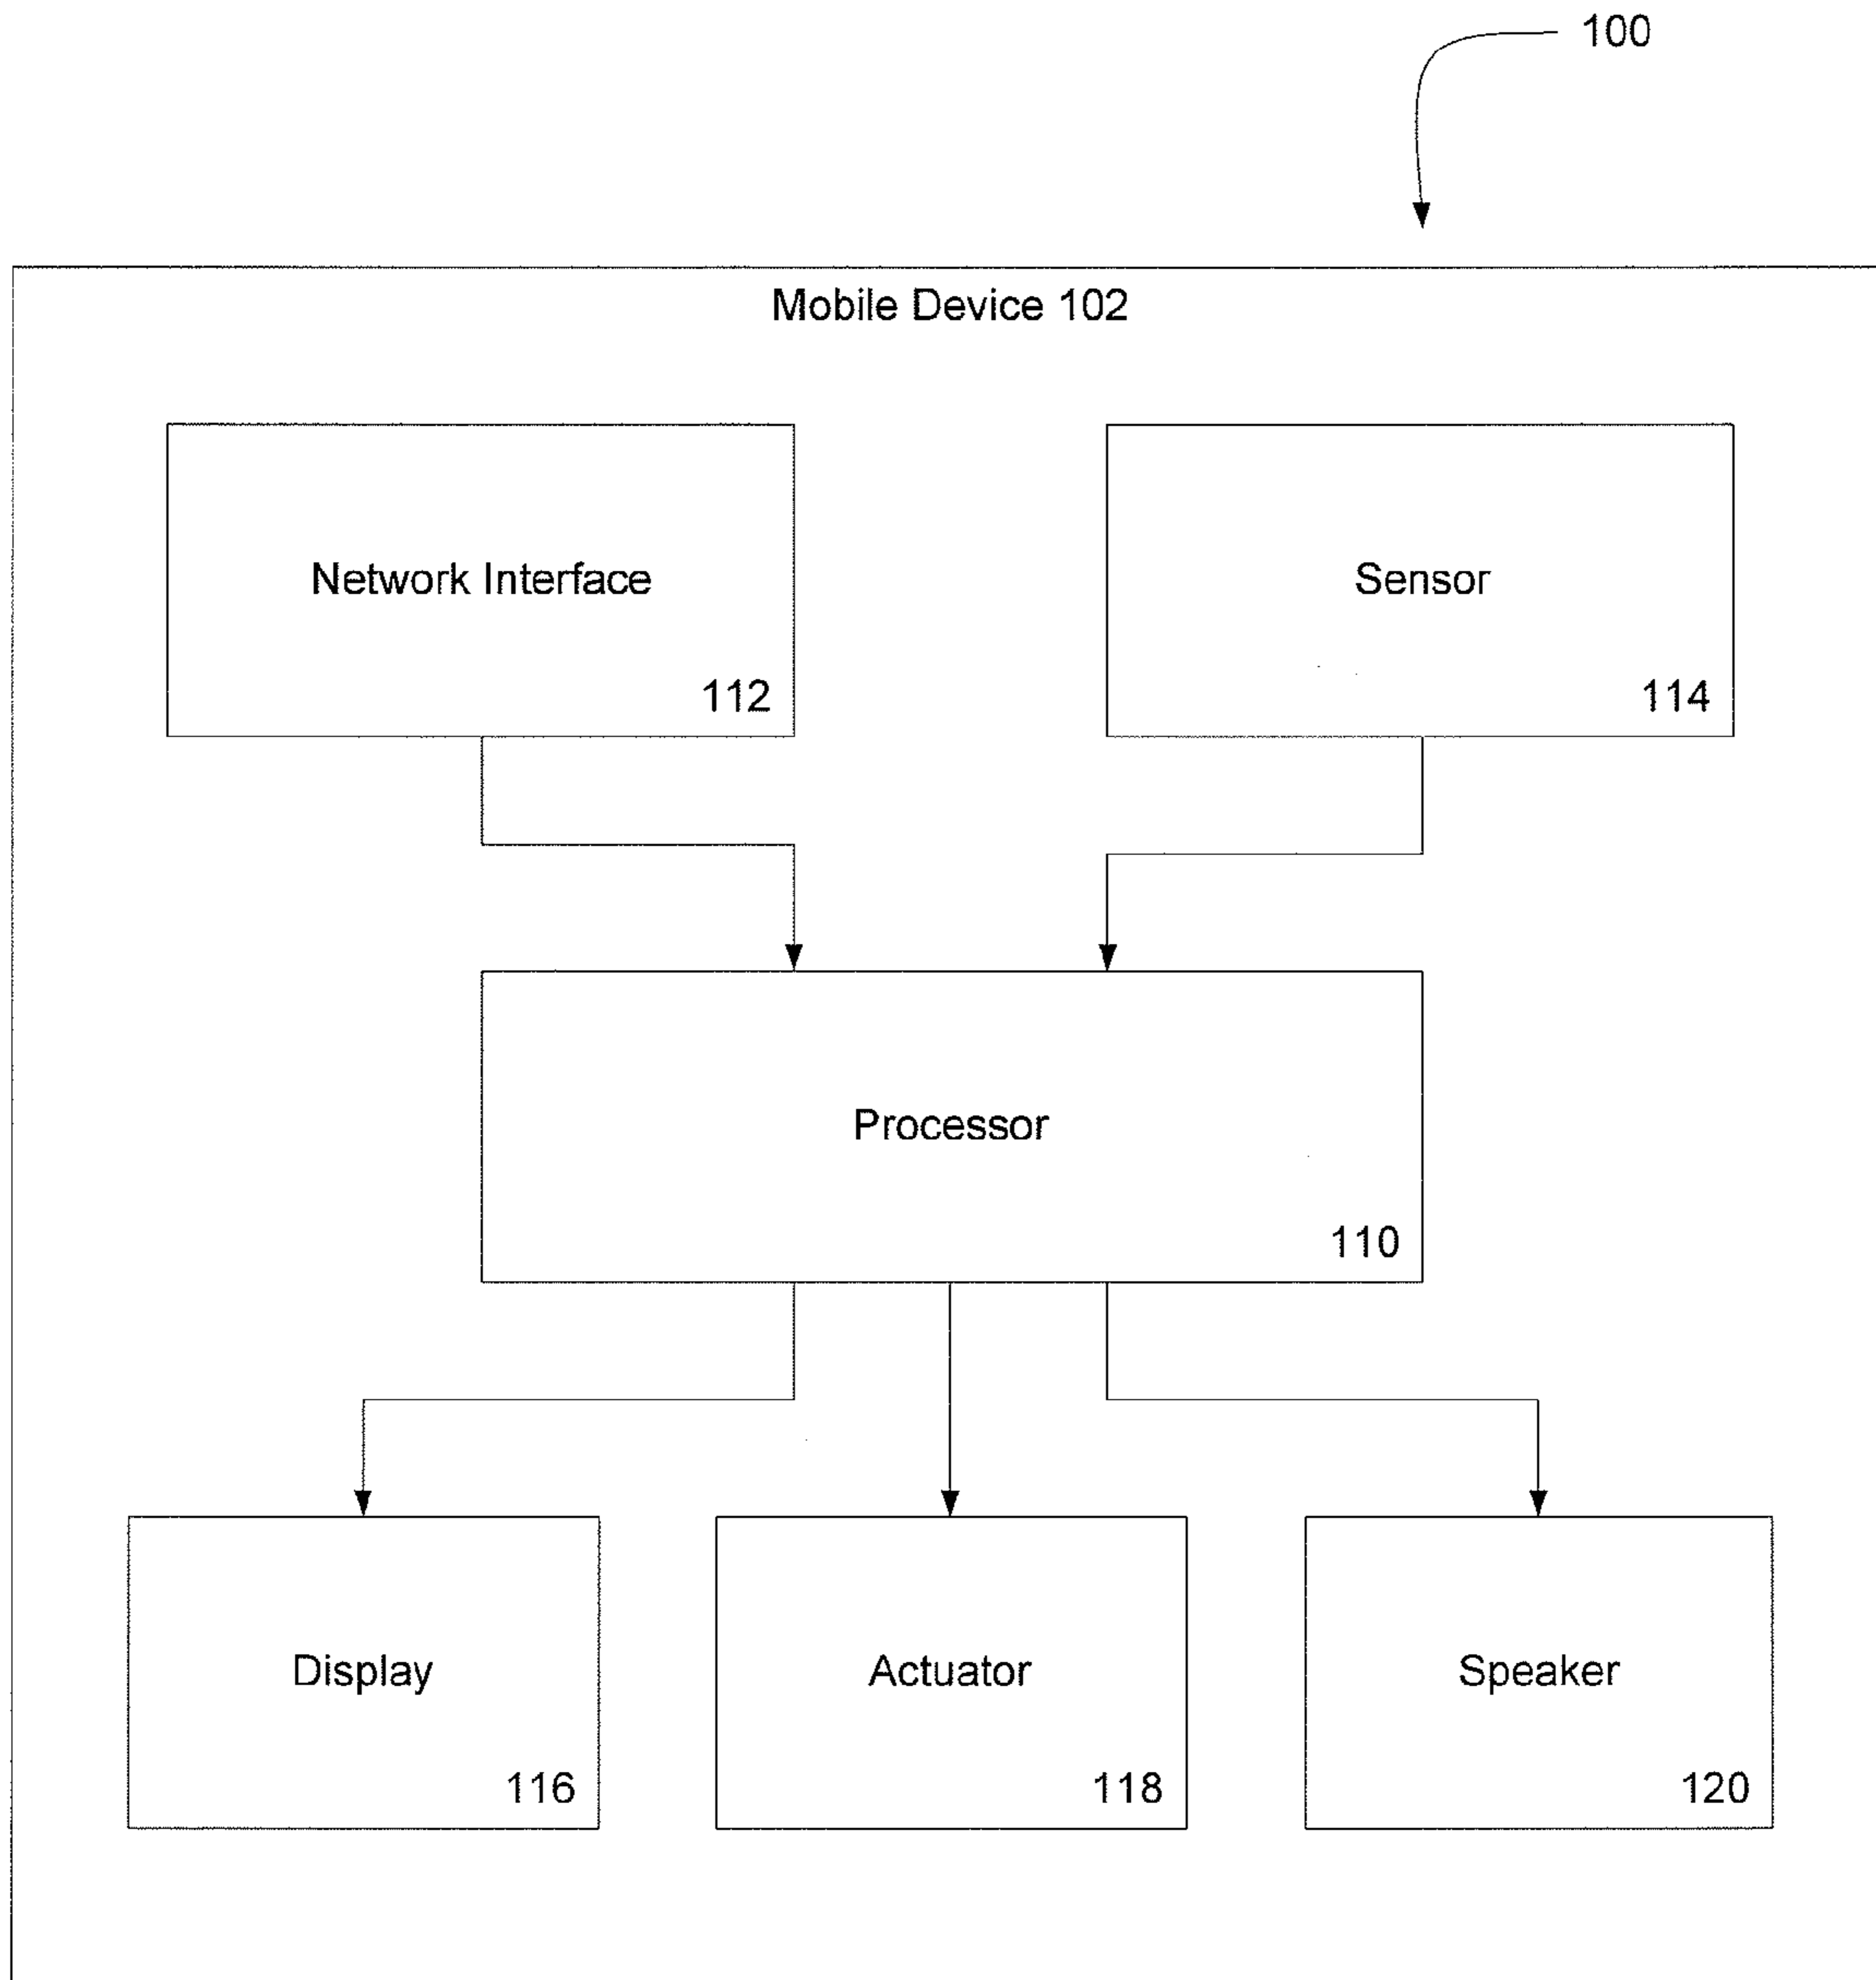 100
Mobile Device 102
Network Interface
112
Sensor
114
Processor
110
Display
116
Actuator
118
Speaker
120